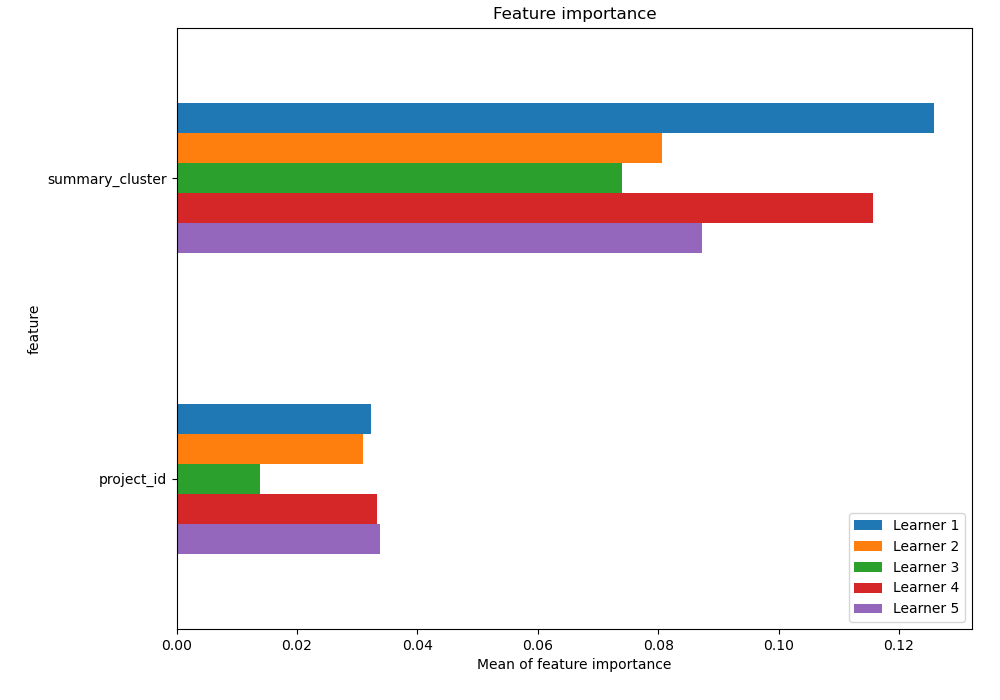 Feature importance
summary_cluster
feature
project_id
Learner 1
Learner 2
Learner 3
Learner 4
Learner 5
0.00 0.02 0.04 0.06 0.08 0.10 0.12
Mean of feature importance